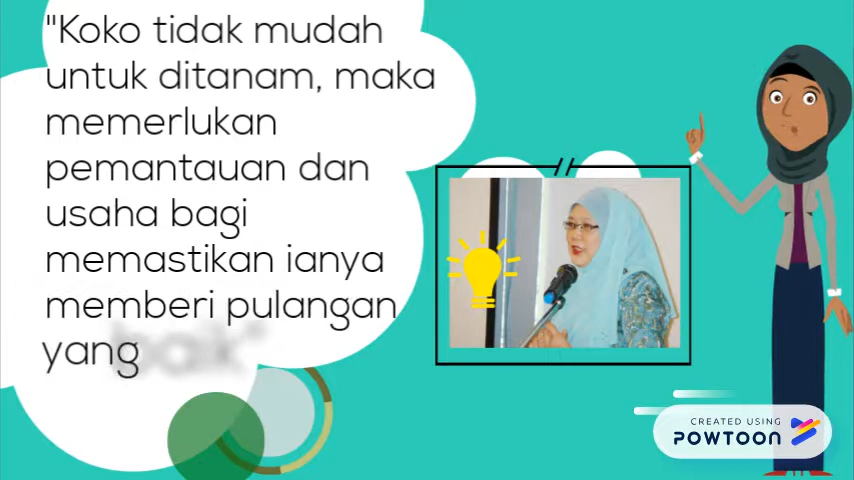 "Koko tidak mudah
untuk ditanam, maka
memerlukan
pemantauan dan
usaha bagi
memastikan ianya
memberi pulangan
yang
CREATED USING
POWTOON